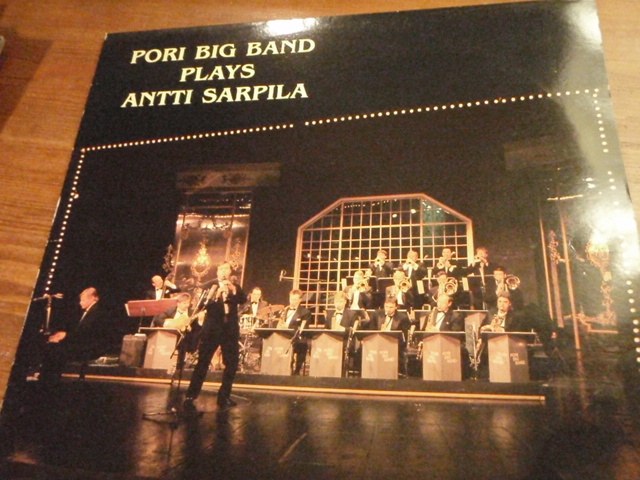 PORI BIG BAND
PLAYS
ANTTI SARPILA